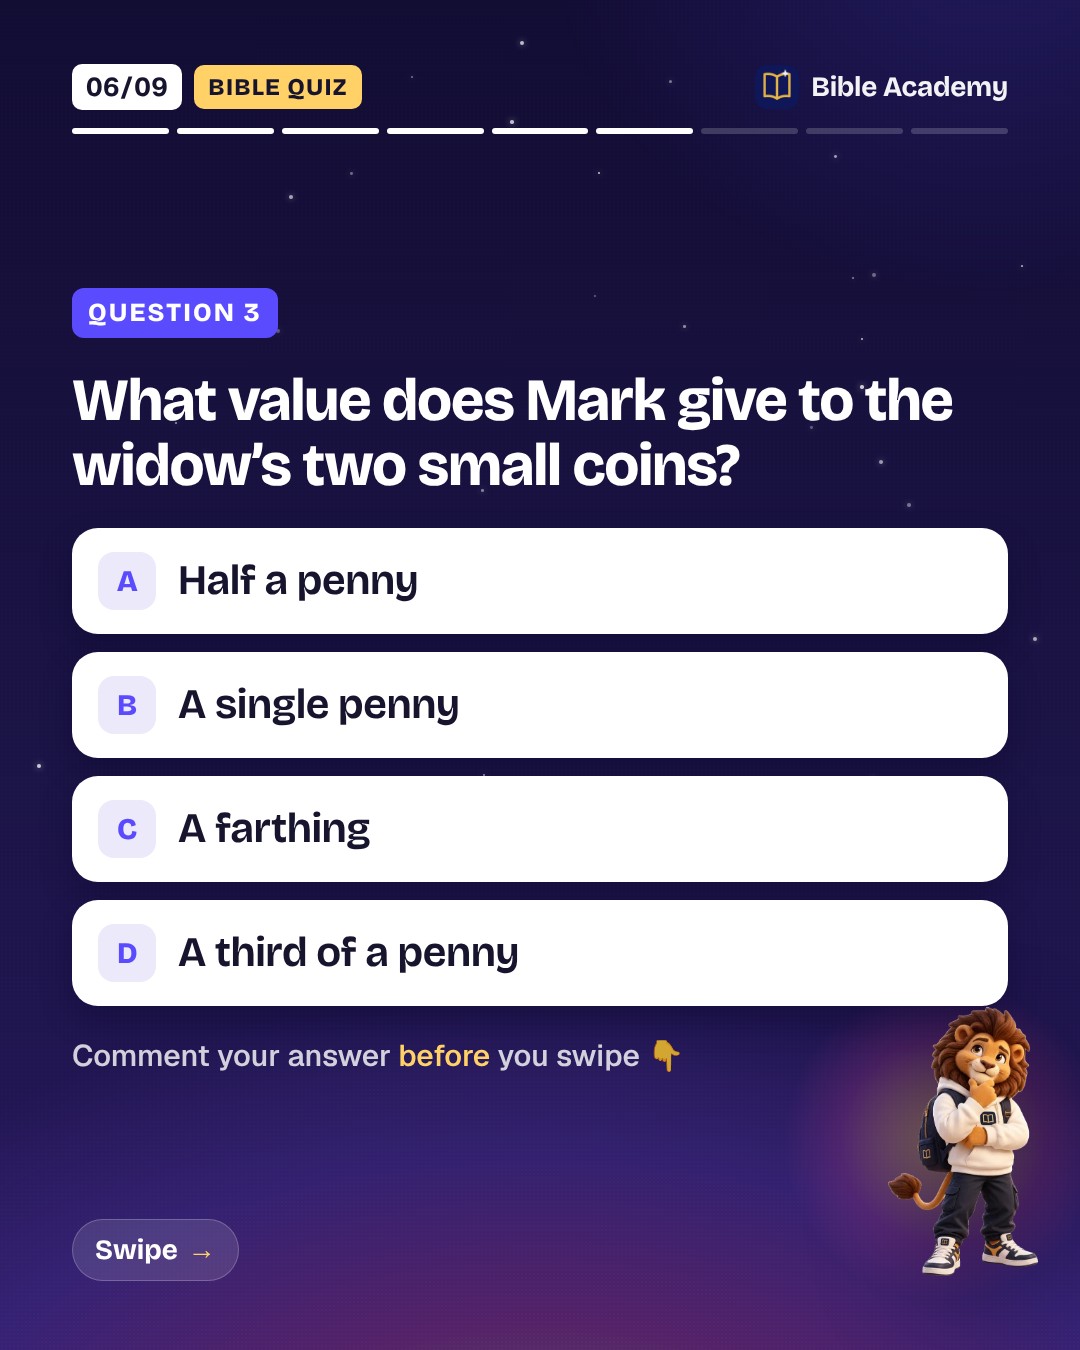 06/09
BIBLE QUIZ
Bible Academy
QUESTION 3
What value does Mark give to the
widow’s two small coins?
A Half a penny
B A single penny
C A farthing
D A third of a penny
Comment your answer before you swipe 👇
Swipe →